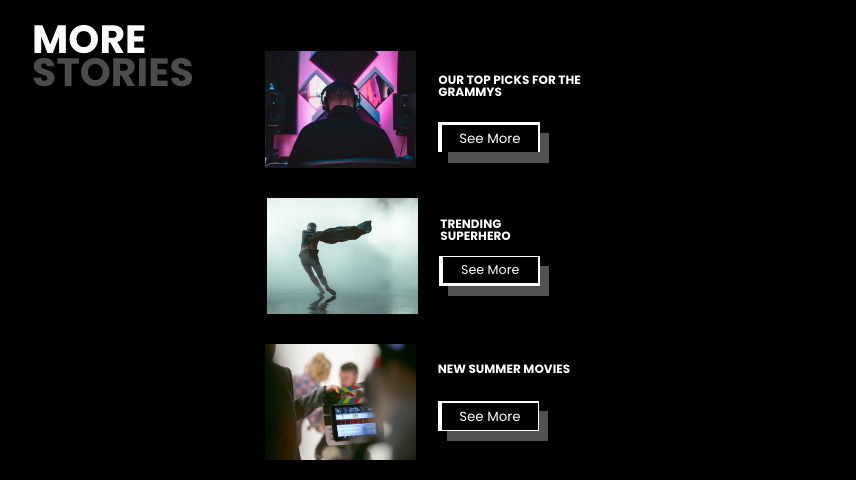 MORE
STORIES
OUR TOP PICKS FOR THE
GRAMMYS
See More
TRENDING
SUPERHERO
See More
NEW SUMMER MOVIES
See More